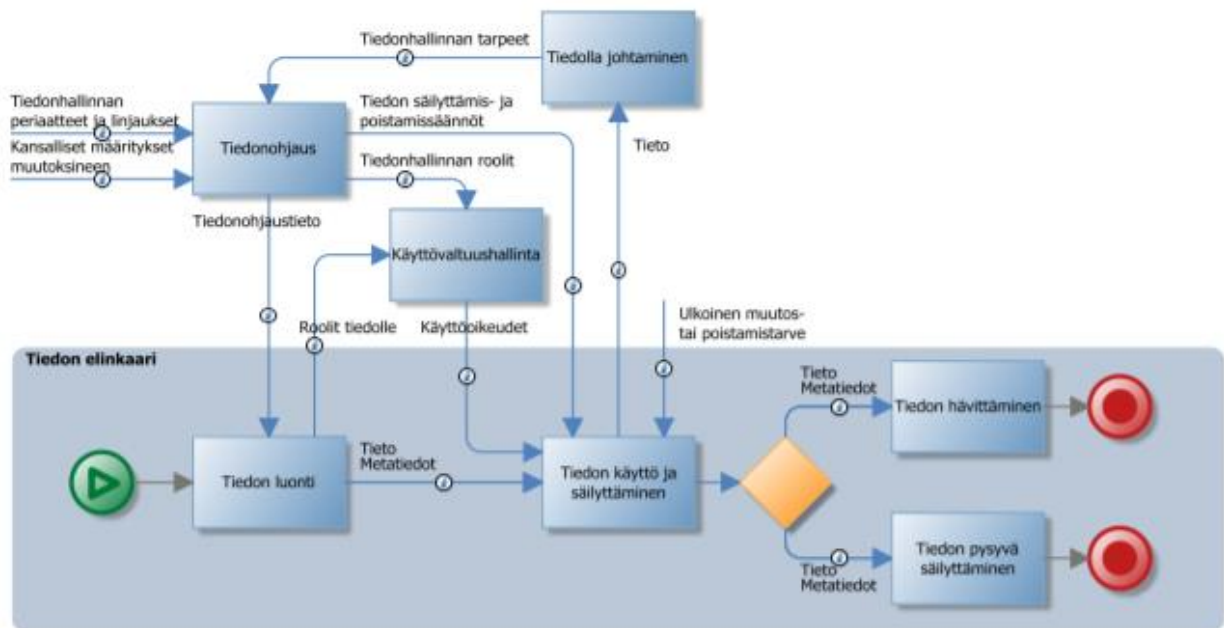 Tiedonhallinnan tarpeet
Tiedolla johtaminen
Tiedonhallinnan
periaatteet ja linjaukset
Kansalliset määritykset
muutoksineen
Tiedonohjaus
Tiedon säilyttämis- ja
poistamissäännöt
Tiedonhallinnan roolit
Tieto
Tiedonohjaustieto
Käyttövaltuushallinta
Roolit tiedolle
Käyttöoikeudet
Ulkoinen muutos-
tai poistamistarve
Tiedon elinkaari
Tiedon luonti
Tieto
Metatiedot
Tiedon käyttö ja
säilyttäminen
Tieto
Metatiedot
Tiedon hävittäminen
Tieto
Metatiedot
Tiedon pysyvä
säilyttäminen